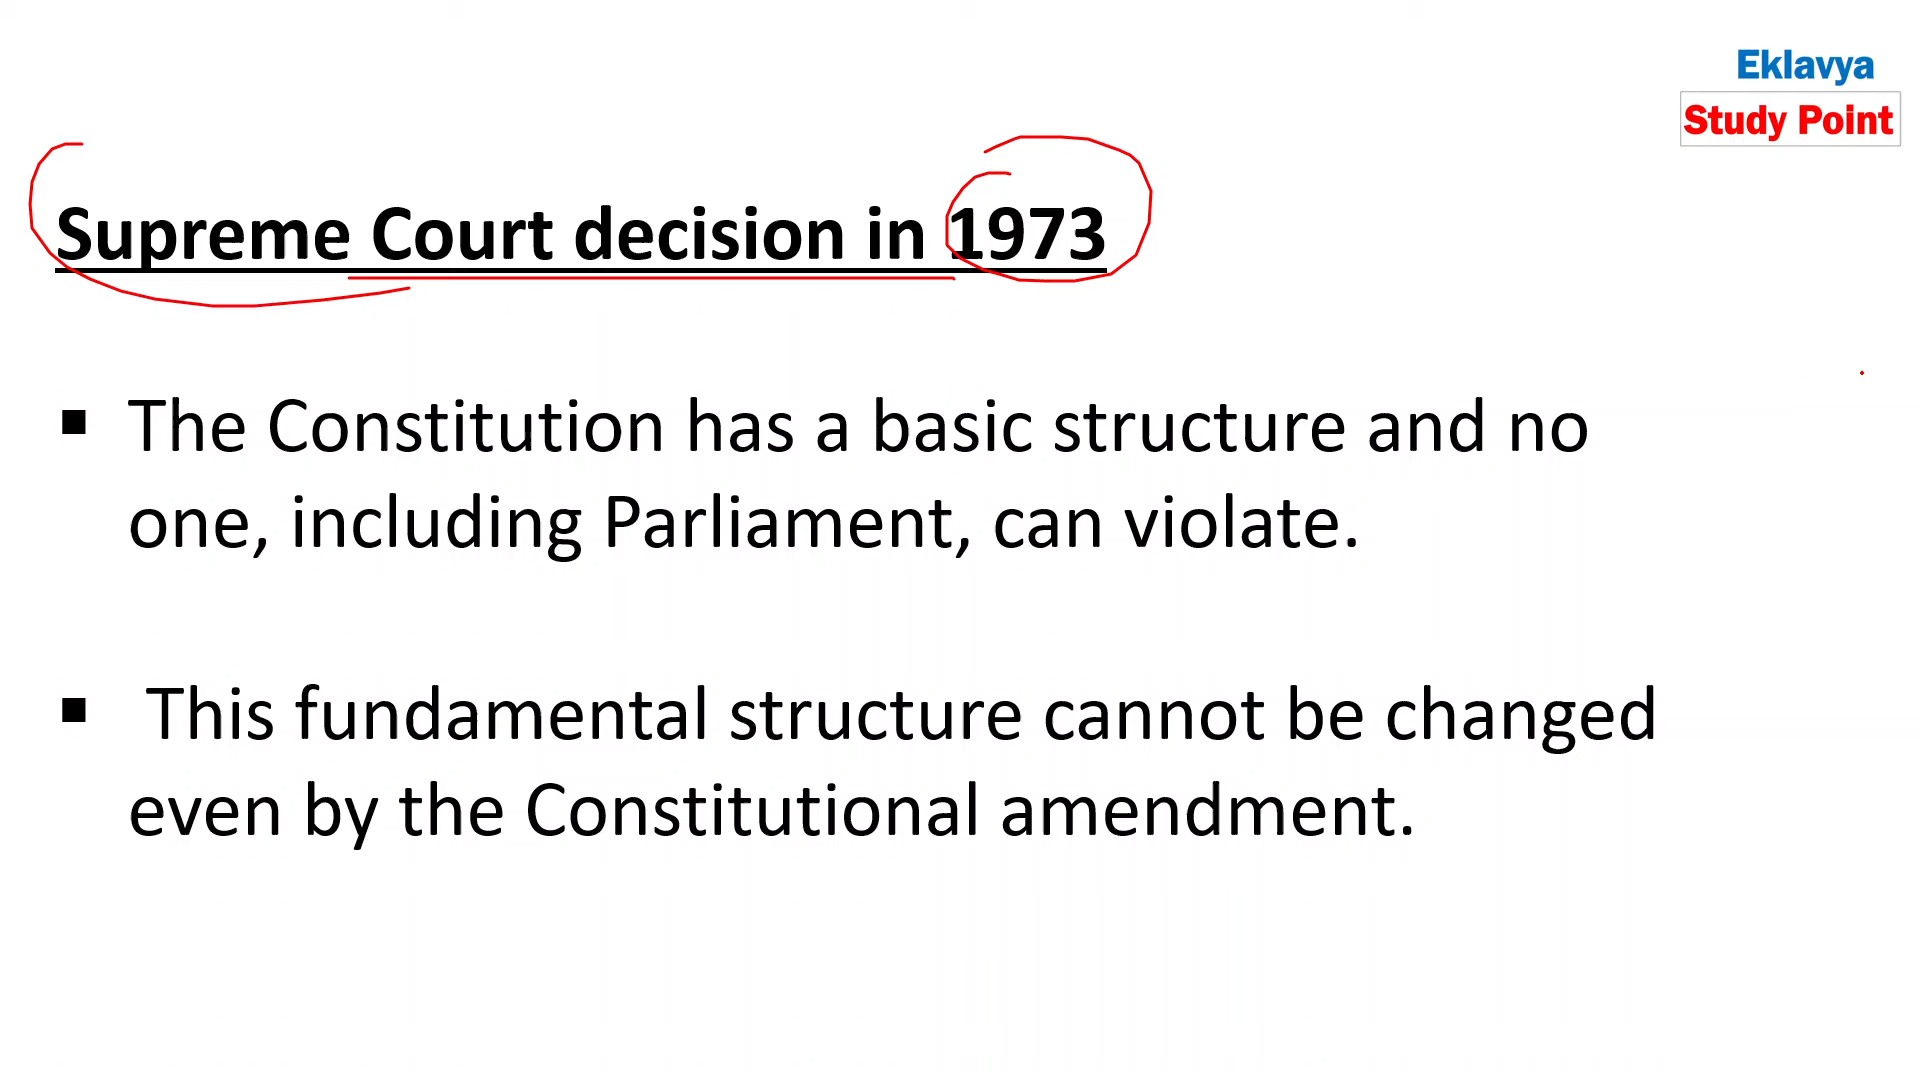 Eklavya
Study Point
Supreme Court decision in 1973
▪ The Constitution has a basic structure and no
one, including Parliament, can violate.
▪ This fundamental structure cannot be changed
even by the Constitutional amendment.